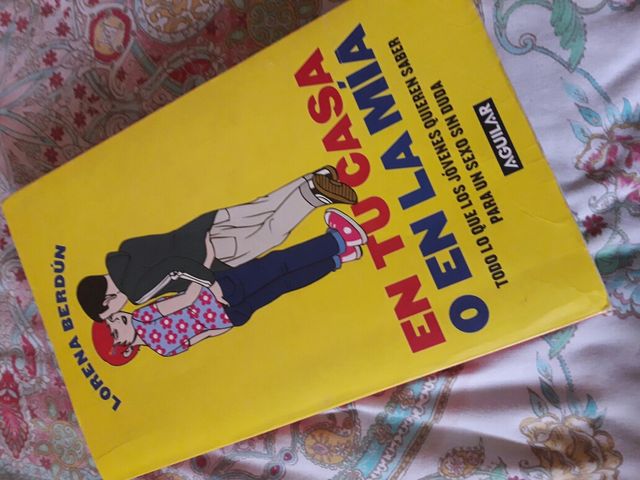 LORENA BERDÚN
EN TU CASA
O EN LA MÍA
TODO LO QUE LOS JÓVENES QUIEREN SABER
PARA UN SEXO SIN DUDA
AGUILAR